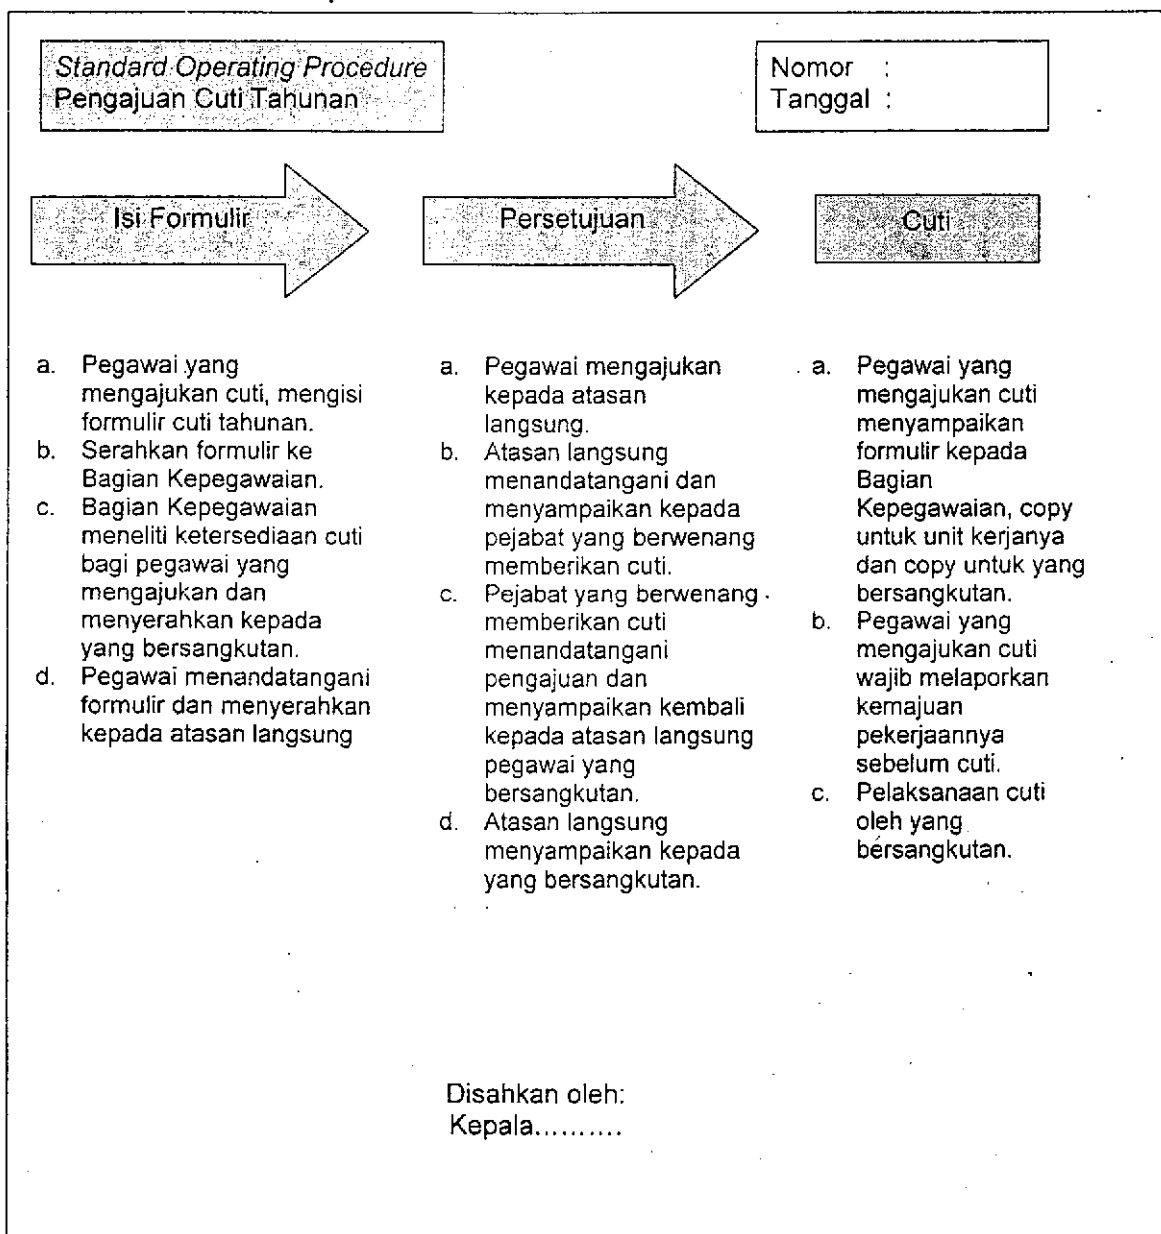 Standard Operating Procedure
Pengajuan Cuti Tahunan
Nomor :
Tanggal :
Isi Formulir
Persetujuan
Cuti
a. Pegawai yang
mengajukan cuti, mengisi
formulir cuti tahunan.
b. Serahkan formulir ke
Bagian Kepegawaian.
c. Bagian Kepegawaian
meneliti ketersediaan cuti
bagi pegawai yang
mengajukan dan
menyerahkan kepada
yang bersangkutan.
d. Pegawai menandatangani
formulir dan menyerahkan
kepada atasan langsung
a. Pegawai mengajukan
kepada atasan
langsung.
b. Atasan langsung
menandatangani dan
menyampaikan kepada
pejabat yang berwenang
memberikan cuti.
c. Pejabat yang berwenang
memberikan cuti
menandatangani
pengajuan dan
menyampaikan kembali
kepada atasan langsung
pegawai yang
bersangkutan.
d. Atasan langsung
menyampaikan kepada
yang bersangkutan.
a. Pegawai yang
mengajukan cuti
menyampaikan
formulir kepada
Bagian
Kepegawaian, copy
untuk unit kerjanya
dan copy untuk yang
bersangkutan.
b. Pegawai yang
mengajukan cuti
wajib melaporkan
kemajuan
pekerjaannya
sebelum cuti.
c. Pelaksanaan cuti
oleh yang
bersangkutan.
Disahkan oleh:
Kepala..........